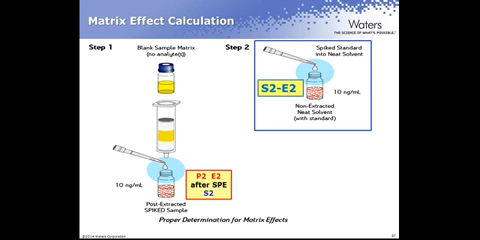 Matrix Effect Calculation
Waters
THE SCIENCE OF WHAT'S POSSIBLE.
Step 1
Blank Sample Matrix
(no analyte(s))
10 ng/mL
P2 E2
after SPE
S2
Post-Extracted
SPIKED Sample
Step 2
Spiked Standard
into Neat Solvent
S2-E2
10 ng/mL
Non-Extracted
Neat Solvent
(with standard)
Proper Determination for Matrix Effects
©2014 Waters Corporation